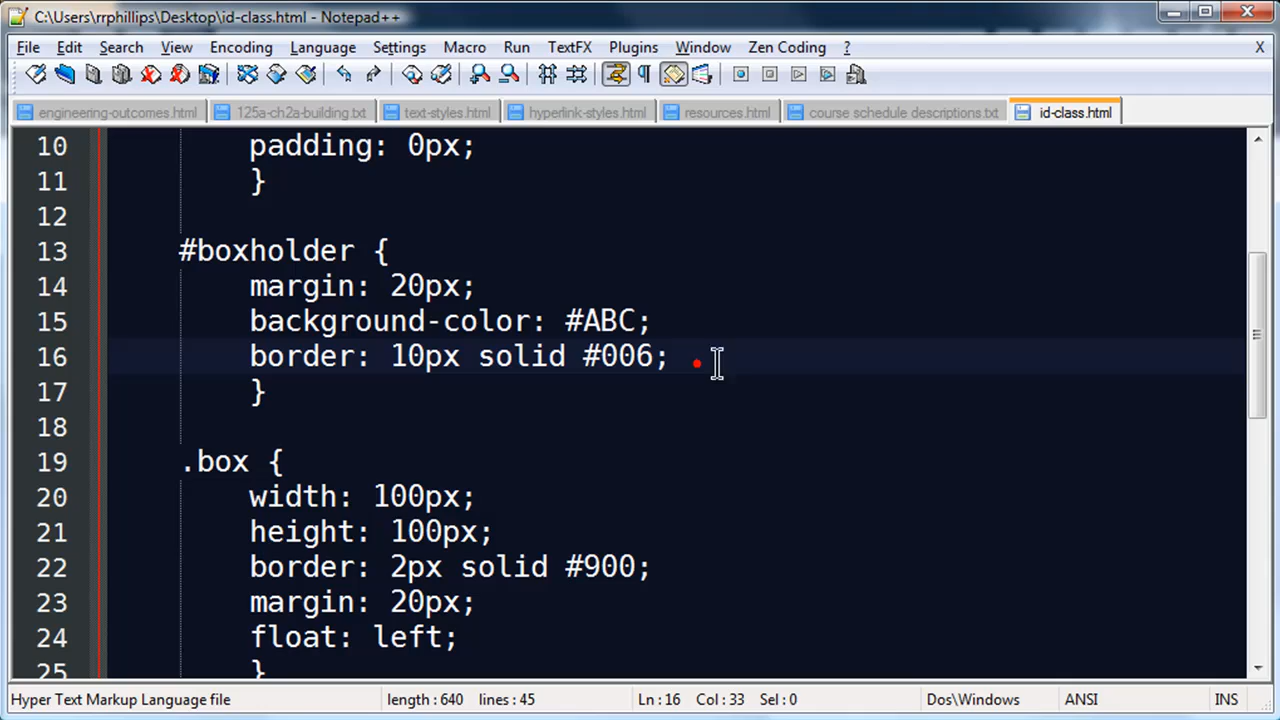 C:\Users\rrphillips\Desktop\id-class.html - Notepad++
File Edit Search View Encoding Language Settings Macro Run TextFX Plugins Window Zen Coding ? X
engineering-outcomes.html 125a-ch2a-building.txt text-styles.html hyperlink-styles.html resources.html course schedule descriptions.txt id-class.html
10 padding: 0px;
11 }
12
13 #boxholder {
14 margin: 20px;
15 background-color: #ABC;
16 border: 10px solid #006;
17 }
18
19 .box {
20 width: 100px;
21 height: 100px;
22 border: 2px solid #900;
23 margin: 20px;
24 float: left;
25 }
Hyper Text Markup Language file length : 640 lines : 45 Ln : 16 Col : 33 Sel : 0 Dos\Windows ANSI INS